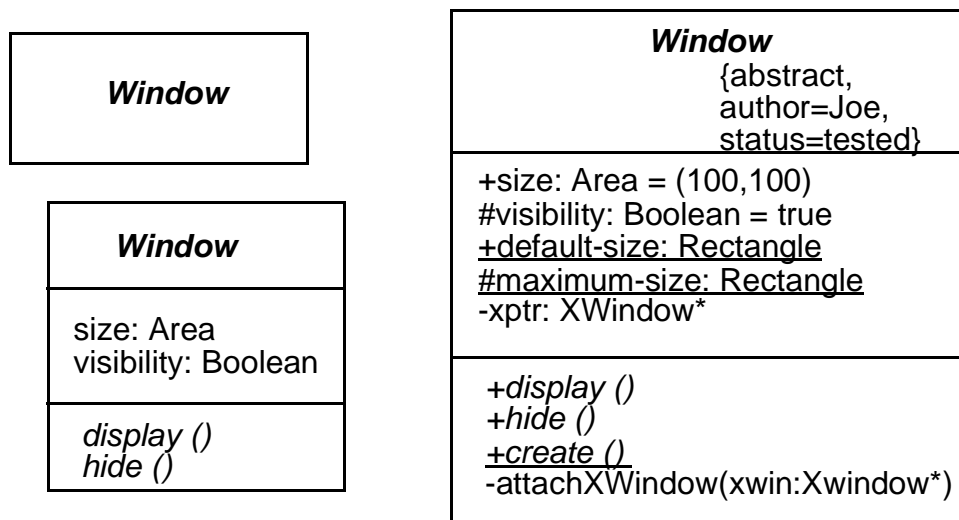 Window
Window
size: Area
visibility: Boolean
display ()
hide ()
Window
{abstract,
author=Joe,
status=tested}
+size: Area = (100,100)
#visibility: Boolean = true
+default-size: Rectangle
#maximum-size: Rectangle
-xptr: XWindow*
+display ()
+hide ()
+create ()
-attachXWindow(xwin:Xwindow*)